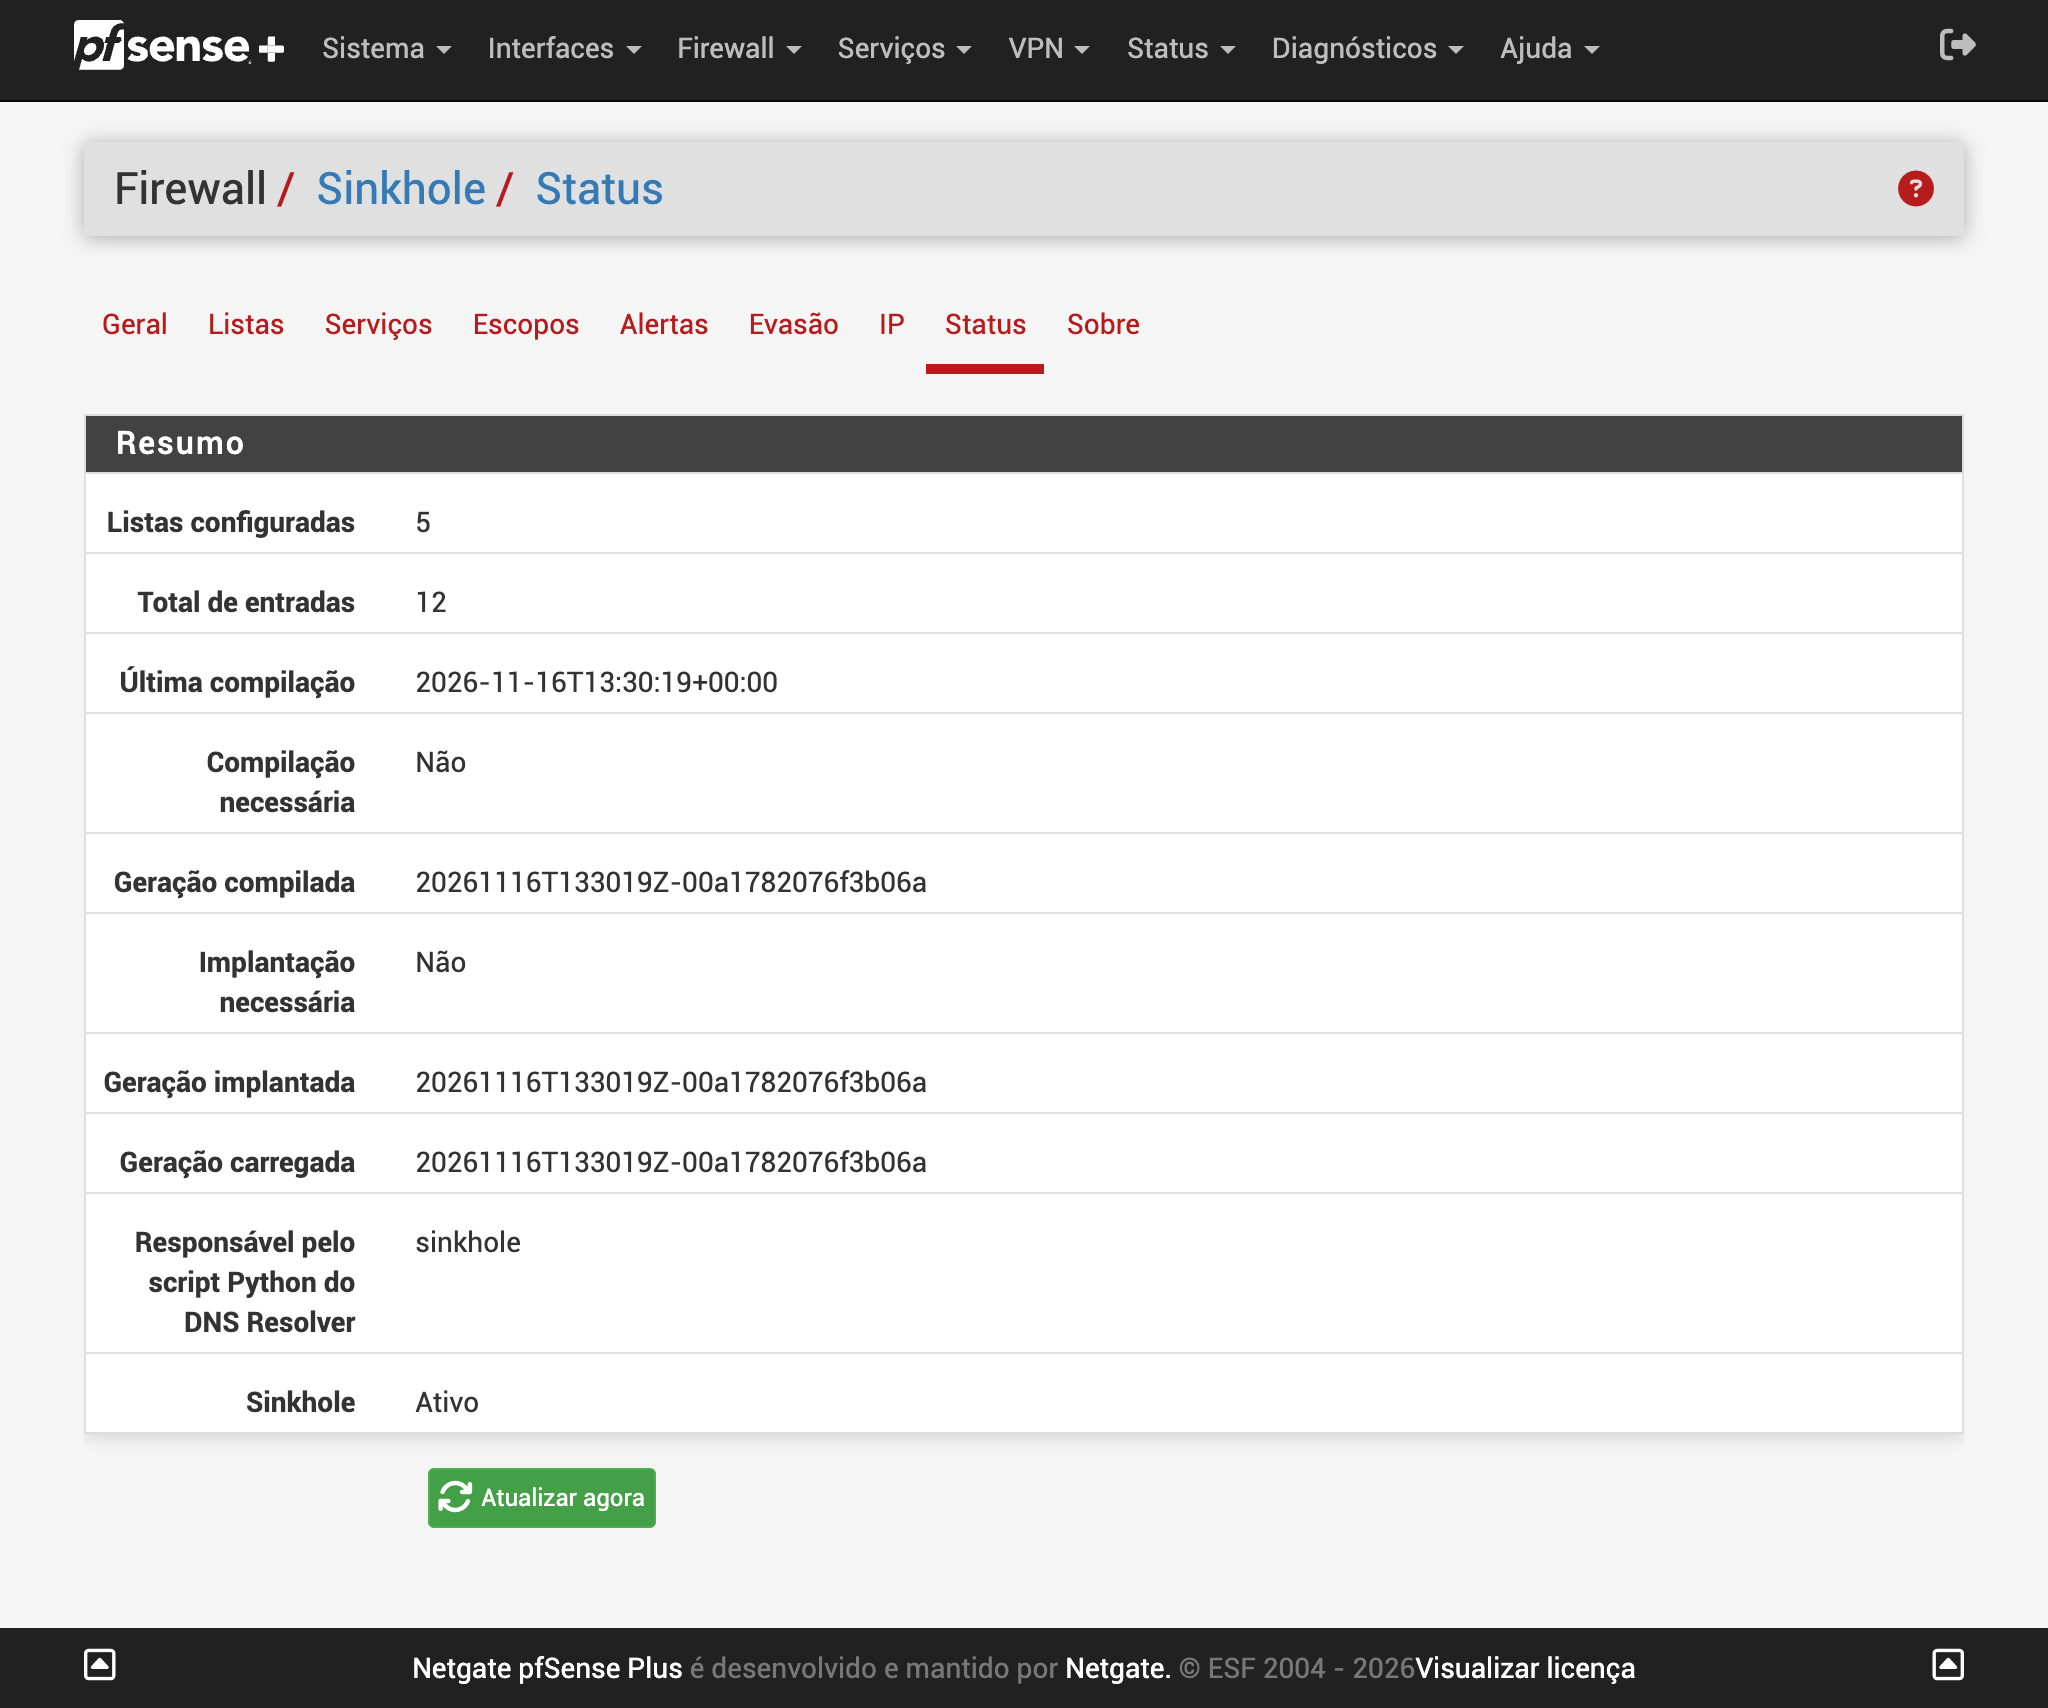 pfsense+ Sistema Interfaces Firewall Serviços VPN Status Diagnósticos Ajuda
Firewall / Sinkhole / Status
Geral Listas Serviços Escopos Alertas Evasão IP Status Sobre
Resumo
Listas configuradas 5
Total de entradas 12
Última compilação 2026-11-16T13:30:19+00:00
Compilação Não
necessária
Geração compilada 20261116T133019Z-00a1782076f3b06a
Implantação Não
necessária
Geração implantada 20261116T133019Z-00a1782076f3b06a
Geração carregada 20261116T133019Z-00a1782076f3b06a
Responsável pelo sinkhole
script Python do
DNS Resolver
Sinkhole Ativo
Atualizar agora
Netgate pfSense Plus é desenvolvido e mantido por Netgate. © ESF 2004 - 2026Visualizar licença